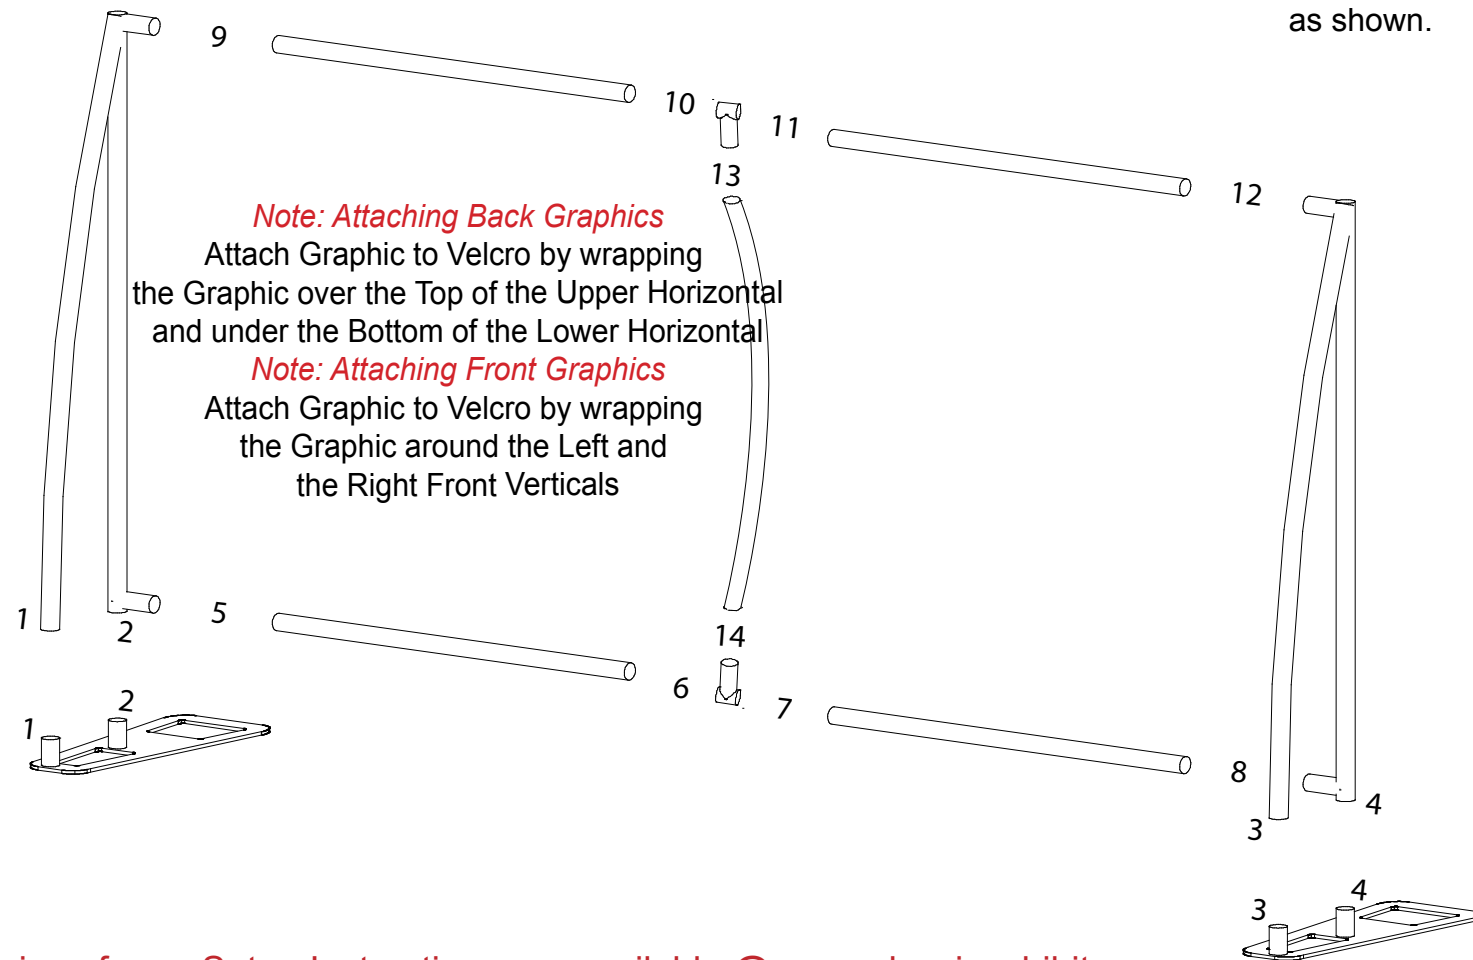 as shown.
9
10
11
13
12
Note: Attaching Back Graphics
Attach Graphic to Velcro by wrapping
the Graphic over the Top of the Upper Horizontal
and under the Bottom of the Lower Horizontal
Note: Attaching Front Graphics
Attach Graphic to Velcro by wrapping
the Graphic around the Left and
the Right Front Verticals
1
2
5
14
6
7
1
2
8
4
3
3
4